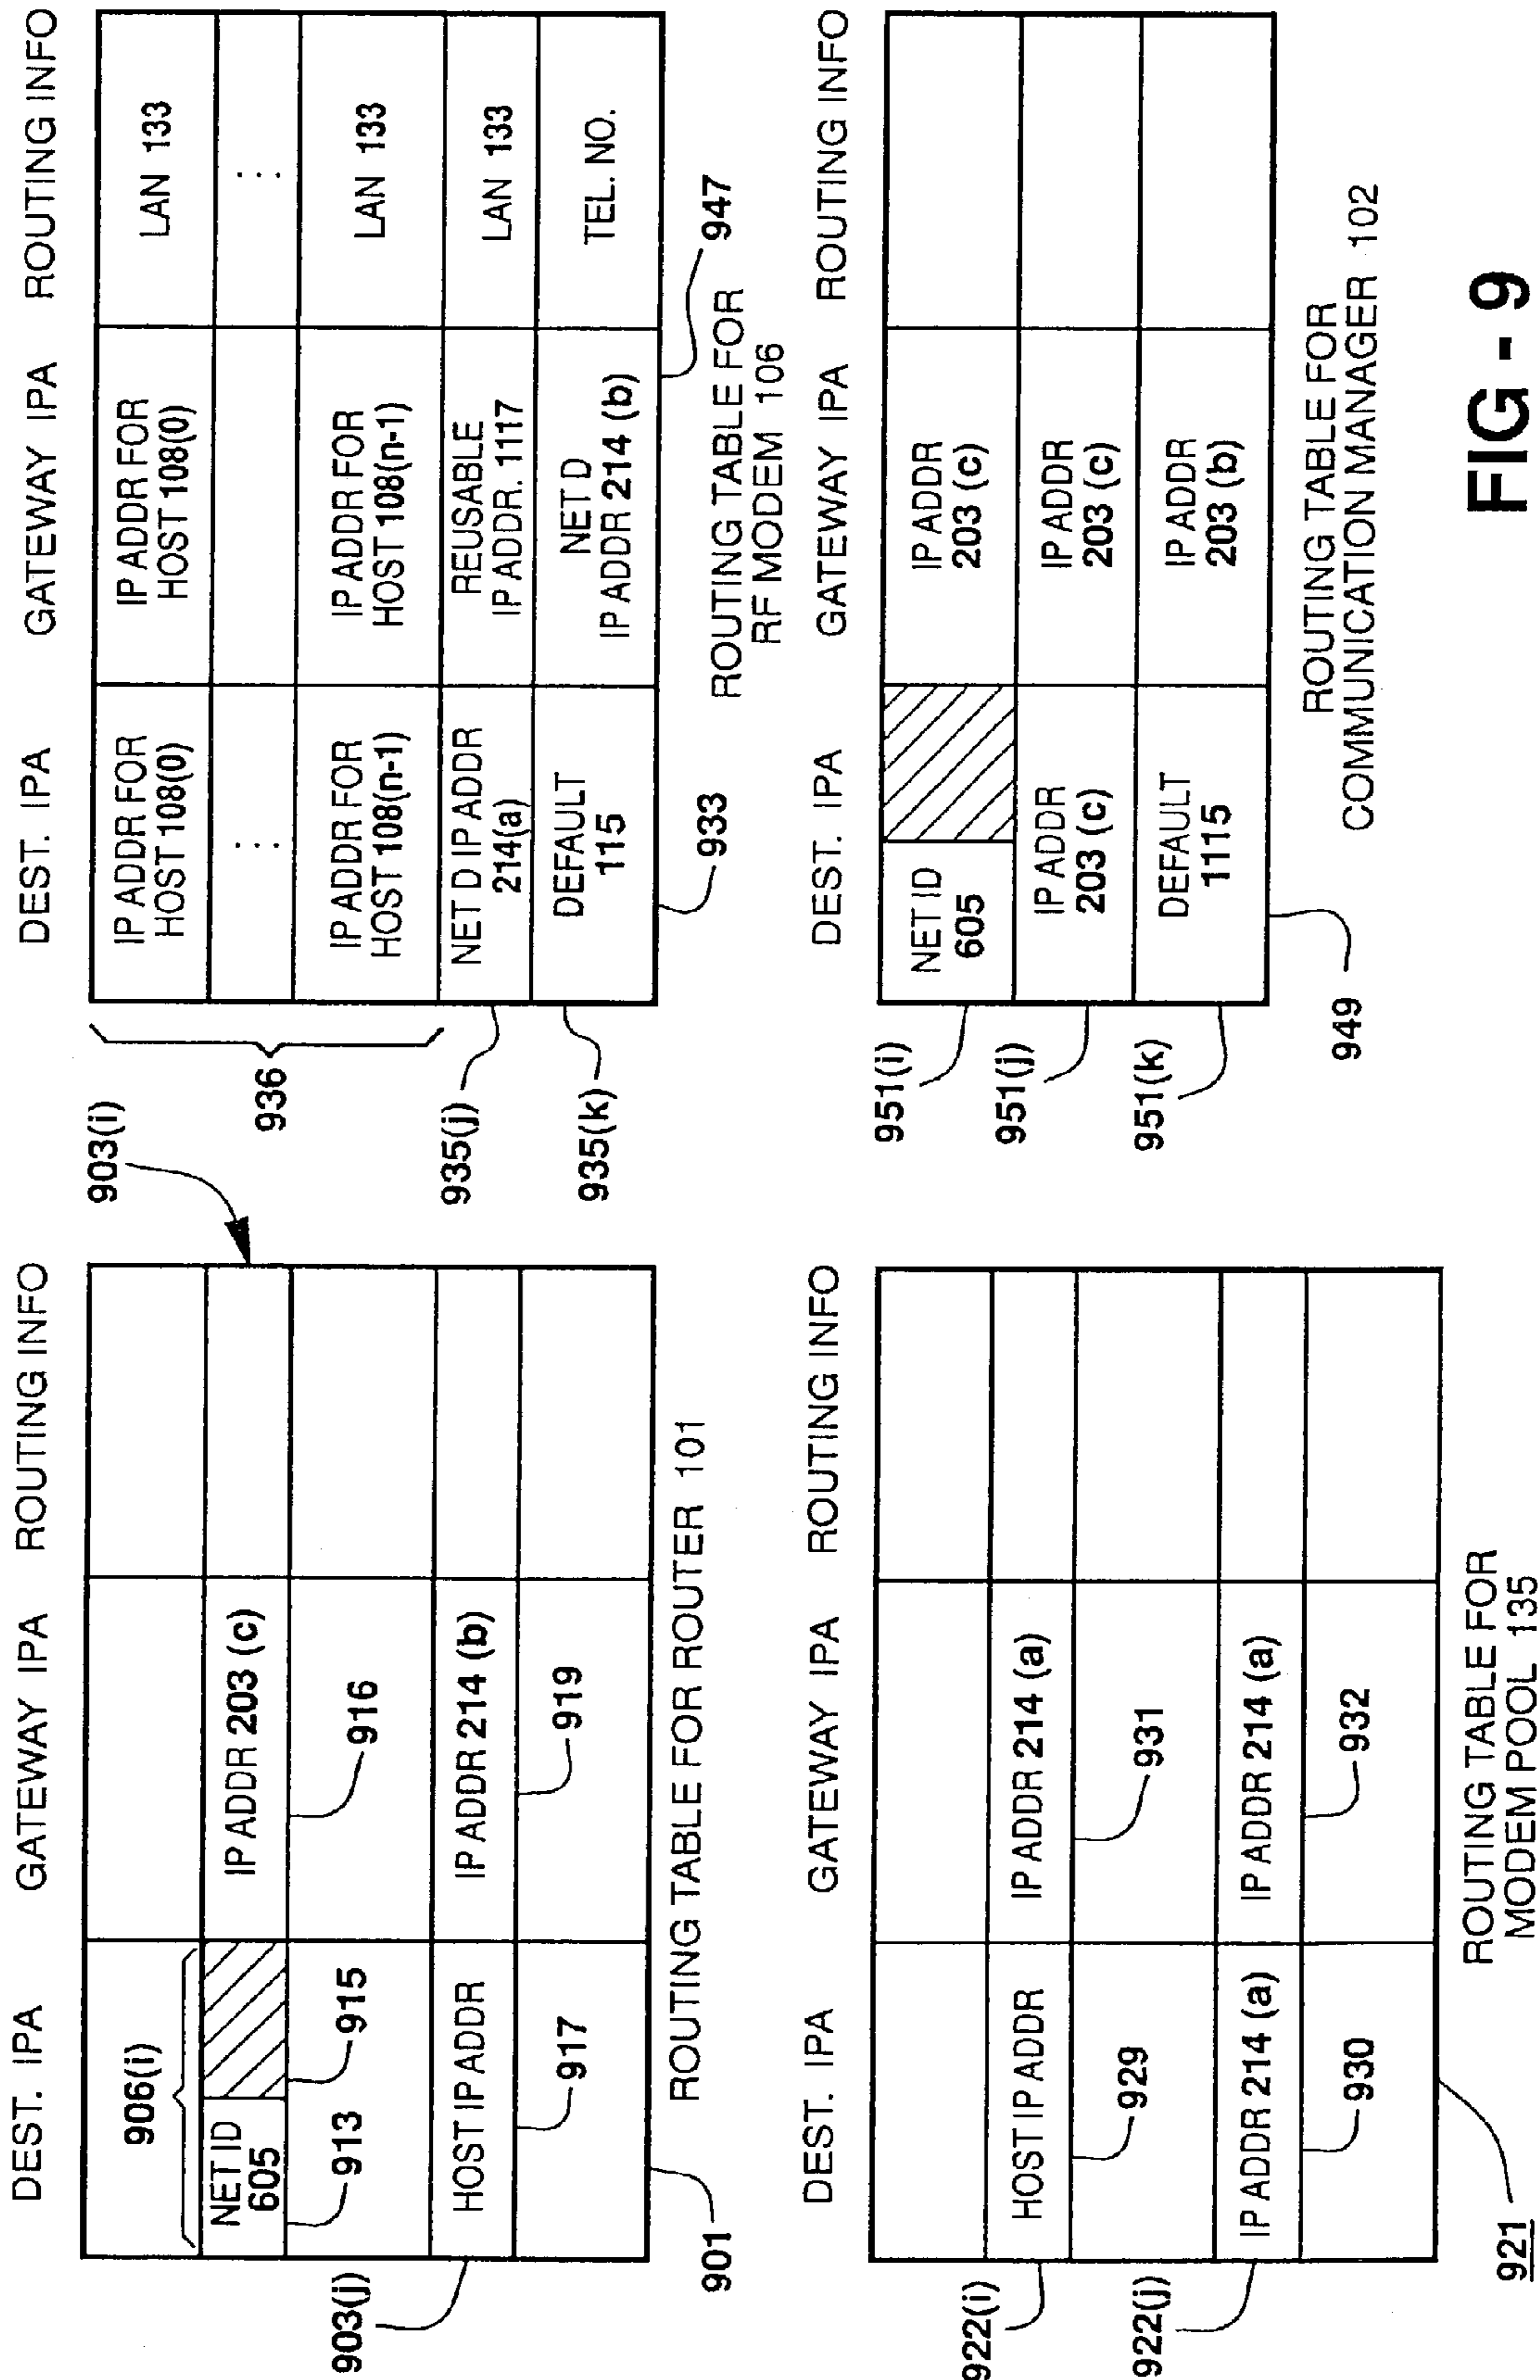 DEST. IPA GATEWAY IPA ROUTING INFO
906(i)
903(i)
NET ID
605
IP ADDR 203 (c)
913
915
916
903(j)
HOST IP ADDR
IP ADDR 214 (b)
917
919
901
ROUTING TABLE FOR ROUTER 101
DEST. IPA GATEWAY IPA ROUTING INFO
922(i)
HOST IP ADDR
IP ADDR 214 (a)
929
931
922(j)
IP ADDR 214 (a)
IP ADDR 214 (a)
930
932
921
ROUTING TABLE FOR
MODEM POOL 135
DEST. IPA GATEWAY IPA ROUTING INFO
936
IP ADDR FOR
HOST 108(0)
IP ADDR FOR
HOST 108(0)
LAN 133
...
...
IP ADDR FOR
HOST 108(n-1)
IP ADDR FOR
HOST 108(n-1)
LAN 133
935(j)
NET D IP ADDR
214(a)
REUSABLE
IP ADDR. 1117
LAN 133
935(k)
DEFAULT
115
NET D
IP ADDR 214 (b)
TEL. NO.
933
947
ROUTING TABLE FOR
RF MODEM 106
DEST. IPA GATEWAY IPA ROUTING INFO
951(i)
NET ID
605
IP ADDR
203 (c)
951(j)
IP ADDR
203 (c)
IP ADDR
203 (c)
951(k)
DEFAULT
1115
IP ADDR
203 (b)
949
ROUTING TABLE FOR
COMMUNICATION MANAGER 102
FIG - 9